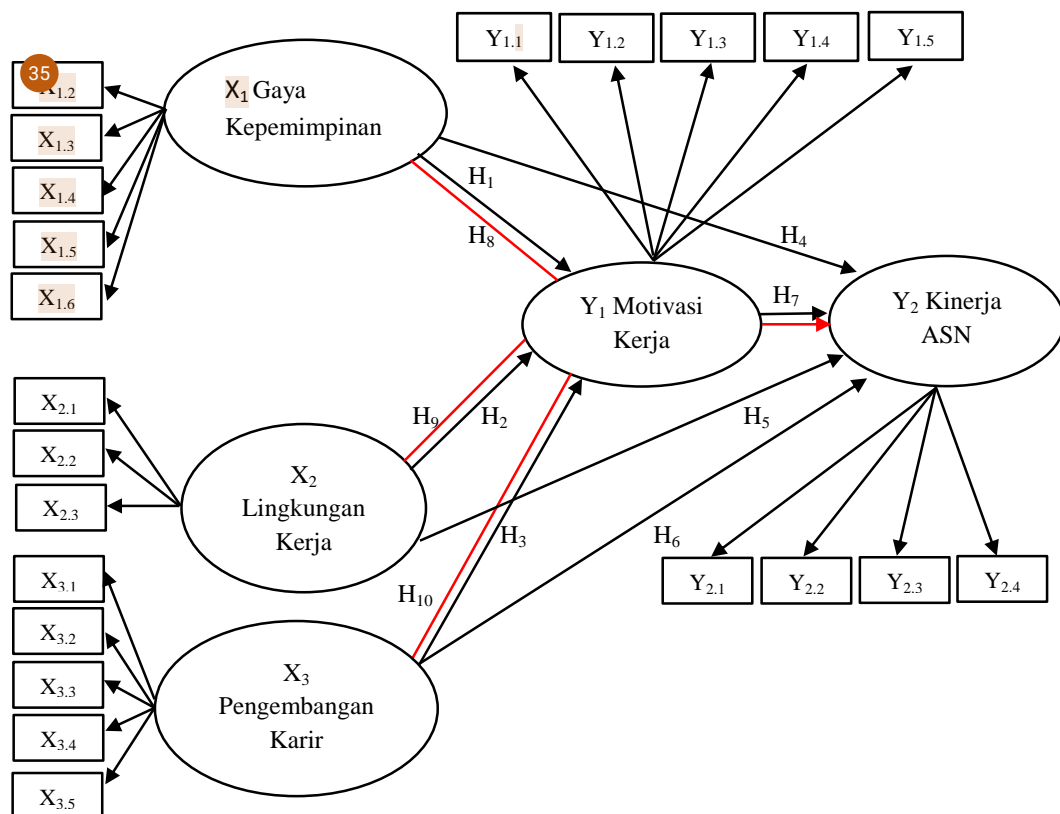 Y1.1 Y1.2 Y1.3 Y1.4 Y1.5
35
X1.2
X1.3
X1.4
X1.5
X1.6
X1 Gaya
Kepemimpinan
H1
H8
H4
Y1 Motivasi
Kerja
H7
Y2 Kinerja
ASN
X2.1
X2.2
X2.3
X2
Lingkungan
Kerja
H9
H2
H5
H3
H6
H10
Y2.1 Y2.2 Y2.3 Y2.4
X3.1
X3.2
X3.3
X3.4
X3.5
X3
Pengembangan
Karir